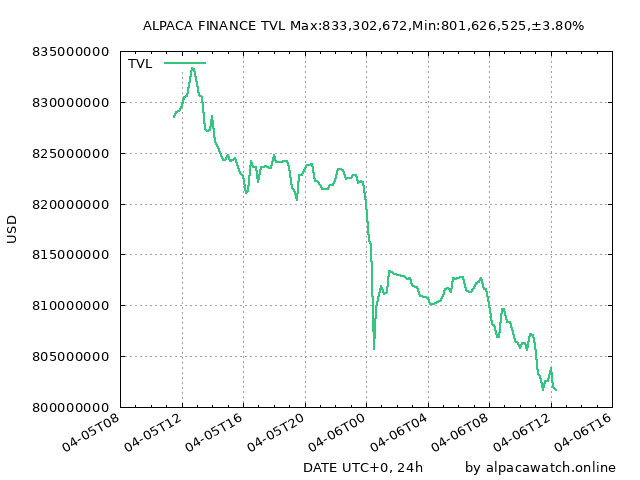 ALPACA FINANCE TVL Max:833,302,672,Min:801,626,525,±3.80%
835000000
TVL
830000000
825000000
820000000
USD
815000000
810000000
805000000
800000000
04-05T08 04-05T12 04-05T16 04-05T20 04-06T00 04-06T04 04-06T08 04-06T12 04-06T16
DATE UTC+0, 24h by alpacawatch.online